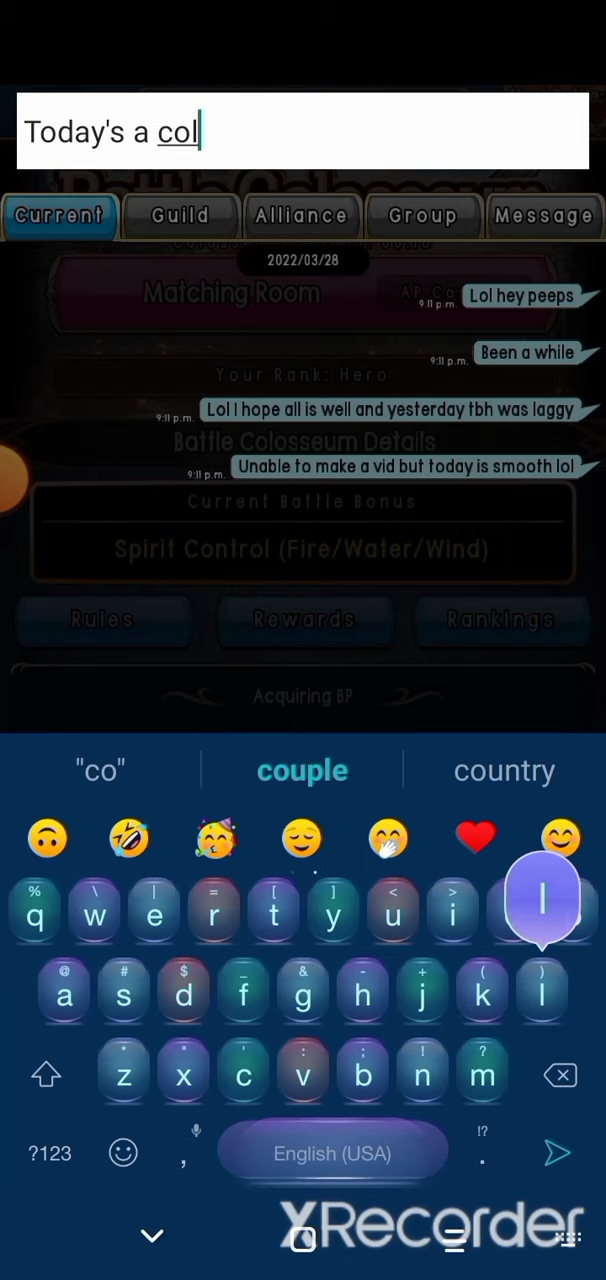 Today's a col
Battle Colosseum
Current
Guild
Alliance
Group
Message
2022/03/28
Matching Room
Lol hey peeps
9:11 p.m.
Been a while
9:11 p.m.
Your Rank: Hero
Lol I hope all is well and yesterday tbh was laggy
9:11 p.m.
Battle Colosseum Details
Unable to make a vid but today is smooth lol
9:11 p.m.
Current Battle Bonus
Spirit Control (Fire/Water/Wind)
Rules
Rewards
Rankings
Acquiring BP
"co"
couple
country
% \ | = [ ] < >
q w e r t y u i l
@ # $ _ & - + ( )
a s d f g h j k l
* " ' : ; ! ?
z x c v b n m
?123
,
English (USA)
!?
.
XRecorder